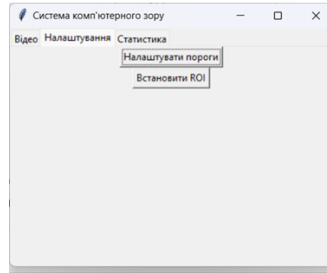 Система комп'ютерного зору
Відео Налаштування Статистика
Налаштувати пороги
Встановити ROI